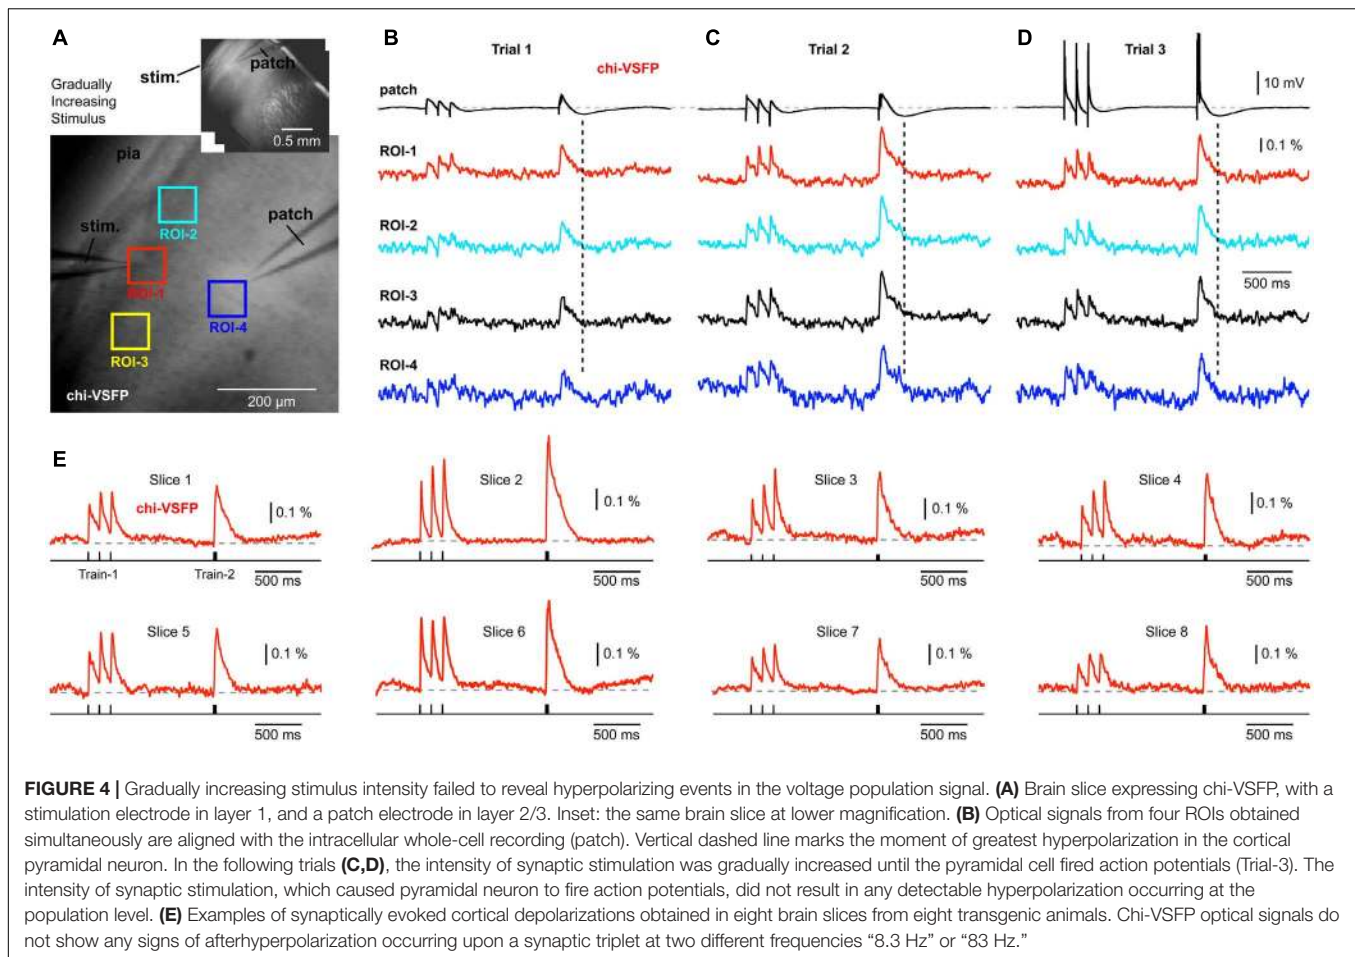 A
B
C
D
Trial 1
Trial 2
Trial 3
stim.
patch
Gradually
Increasing
Stimulus
0.5 mm
chi-VSFP
patch
10 mV
pia
ROI-1
0.1 %
stim.
ROI-2
patch
ROI-2
ROI-1
ROI-3
500 ms
ROI-4
ROI-3
ROI-4
chi-VSFP
200 µm
E
Slice 1
chi-VSFP
0.1 %
Train-1
Train-2
500 ms
Slice 2
0.1 %
500 ms
Slice 3
0.1 %
500 ms
Slice 4
0.1 %
500 ms
Slice 5
0.1 %
500 ms
Slice 6
0.1 %
500 ms
Slice 7
0.1 %
500 ms
Slice 8
0.1 %
500 ms
FIGURE 4 | Gradually increasing stimulus intensity failed to reveal hyperpolarizing events in the voltage population signal. (A) Brain slice expressing chi-VSFP, with a
stimulation electrode in layer 1, and a patch electrode in layer 2/3. Inset: the same brain slice at lower magnification. (B) Optical signals from four ROIs obtained
simultaneously are aligned with the intracellular whole-cell recording (patch). Vertical dashed line marks the moment of greatest hyperpolarization in the cortical
pyramidal neuron. In the following trials (C,D), the intensity of synaptic stimulation was gradually increased until the pyramidal cell fired action potentials (Trial-3). The
intensity of synaptic stimulation, which caused pyramidal neuron to fire action potentials, did not result in any detectable hyperpolarization occurring at the
population level. (E) Examples of synaptically evoked cortical depolarizations obtained in eight brain slices from eight transgenic animals. Chi-VSFP optical signals do
not show any signs of afterhyperpolarization occurring upon a synaptic triplet at two different frequencies “8.3 Hz” or “83 Hz.”